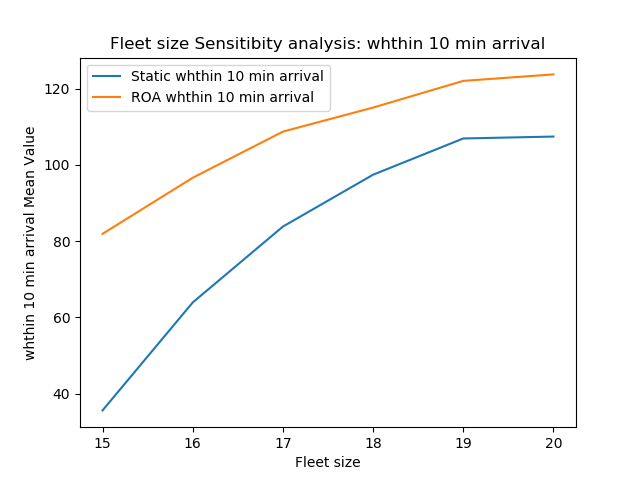 Fleet size Sensitibity analysis: whthin 10 min arrival
Static whthin 10 min arrival
ROA whthin 10 min arrival
whthin 10 min arrival Mean Value
120
100
80
60
40
15 16 17 18 19 20
Fleet size